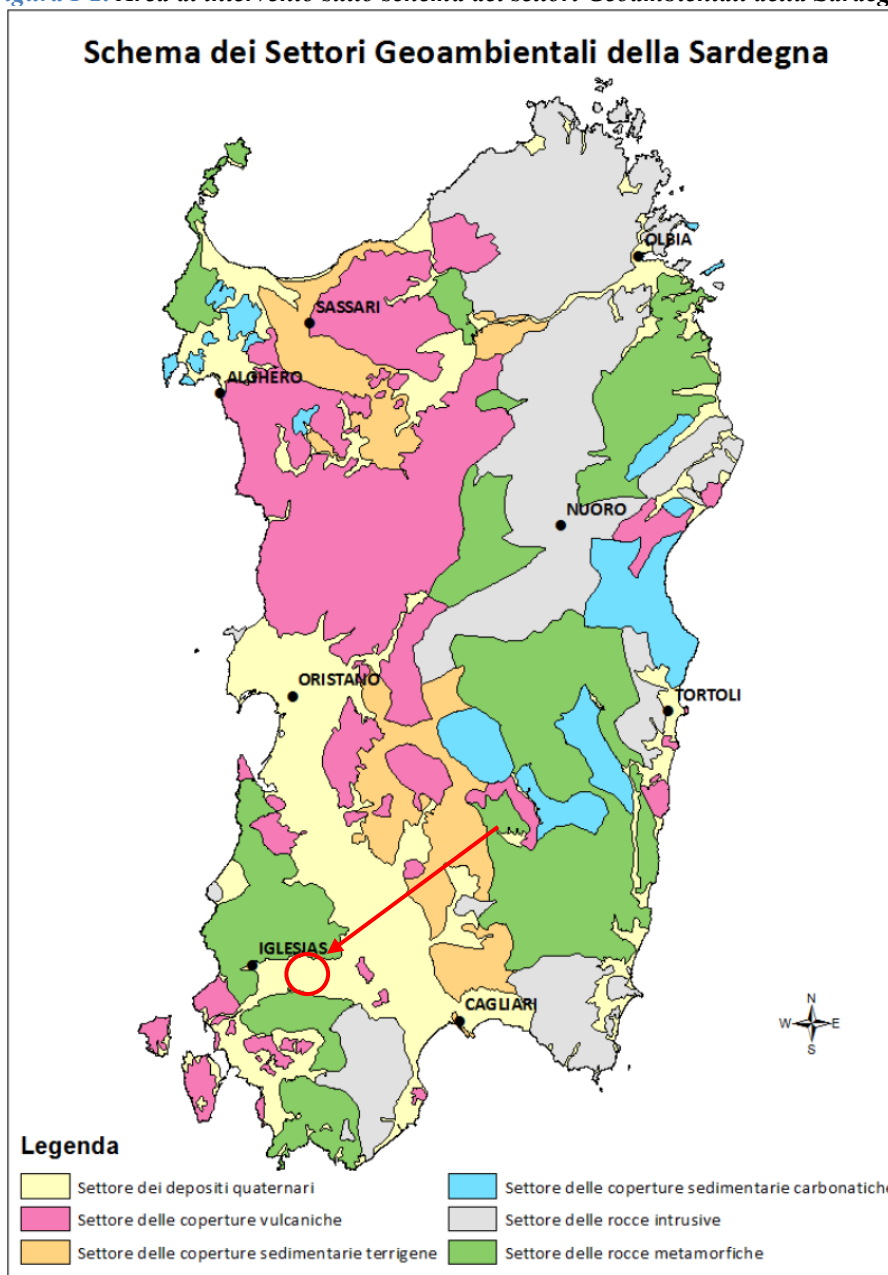 Schema dei Settori Geoambientali della Sardegna
OLBIA
SASSARI
ALGHERO
NUORO
ORISTANO
TORTOLI
IGLESIAS
CAGLIARI
N
W E
S
Legenda
Settore dei depositi quaternari
Settore delle coperture vulcaniche
Settore delle coperture sedimentarie terrigene
Settore delle coperture sedimentarie carbonatiche
Settore delle rocce intrusive
Settore delle rocce metamorfiche